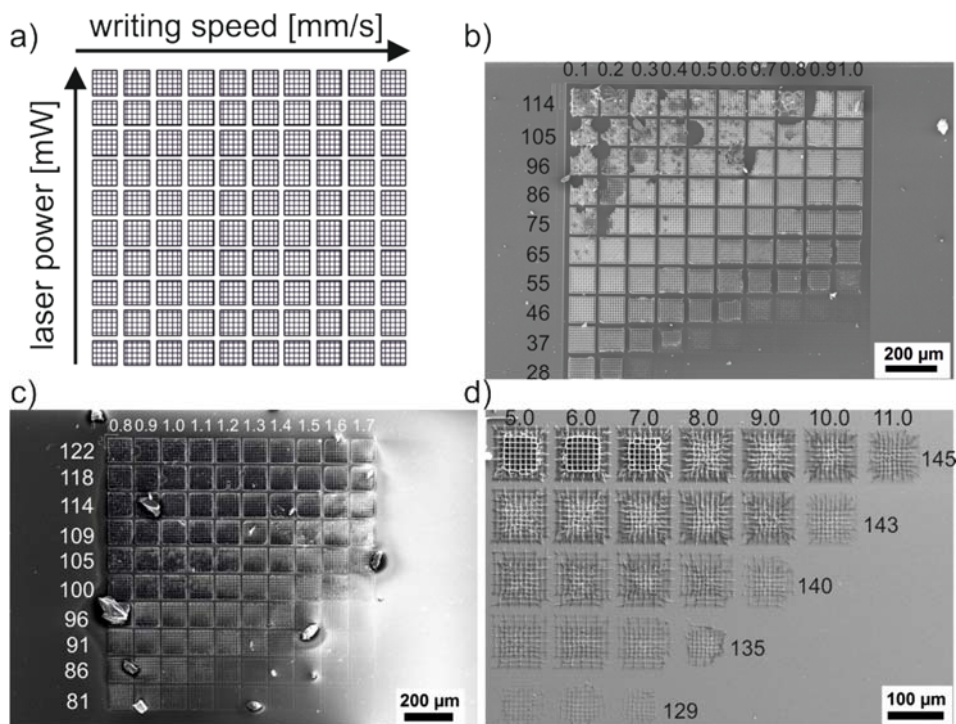 a)
writing speed [mm/s]
laser power [mW]
b)
0.1 0.2 0.3 0.4 0.5 0.6 0.7 0.8 0.9 1.0
114
105
96
86
75
65
55
46
37
28
200 µm
c)
0.8 0.9 1.0 1.1 1.2 1.3 1.4 1.5 1.6 1.7
122
118
114
109
105
100
96
91
86
81
200 µm
d)
5.0 6.0 7.0 8.0 9.0 10.0 11.0
145
143
140
135
129
100 µm